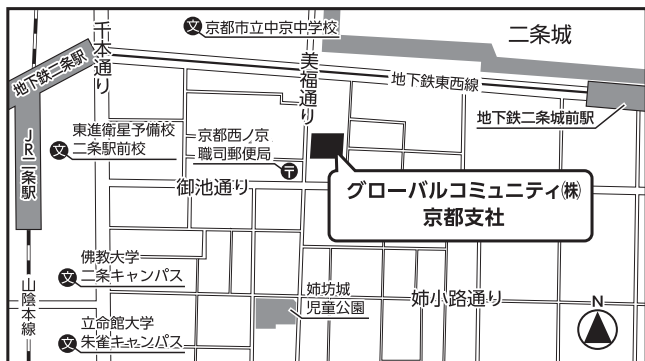 京都市立中京中学校
二条城
千本通り
美福通り
地下鉄東西線
地下鉄二条駅
地下鉄二条城前駅
JR二条駅
東進衛星予備校
二条駅前校
京都西ノ京
職司郵便局
御池通り
グローバルコミュニティ㈱
京都支社
佛教大学
二条キャンパス
姉坊城
児童公園
姉小路通り
山陰本線
立命館大学
朱雀キャンパス
N
文
文
文
文
〒